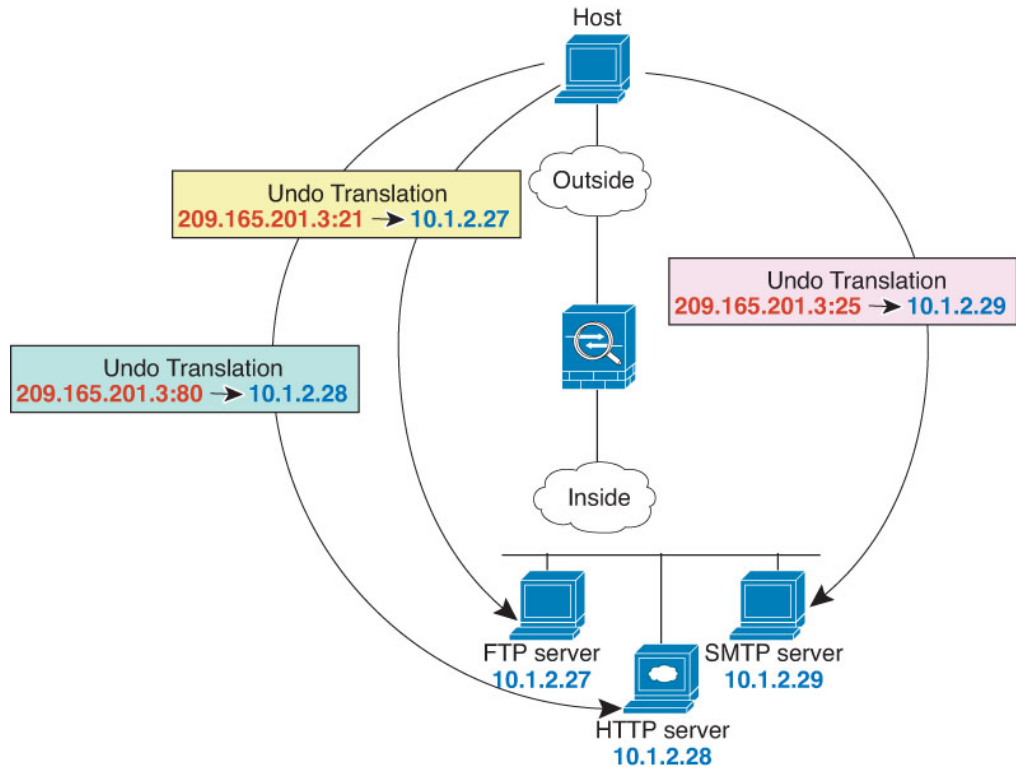 Host
Outside
Undo Translation
209.165.201.3:21 → 10.1.2.27
Undo Translation
209.165.201.3:25 → 10.1.2.29
Undo Translation
209.165.201.3:80 → 10.1.2.28
Inside
FTP server
10.1.2.27
SMTP server
10.1.2.29
HTTP server
10.1.2.28